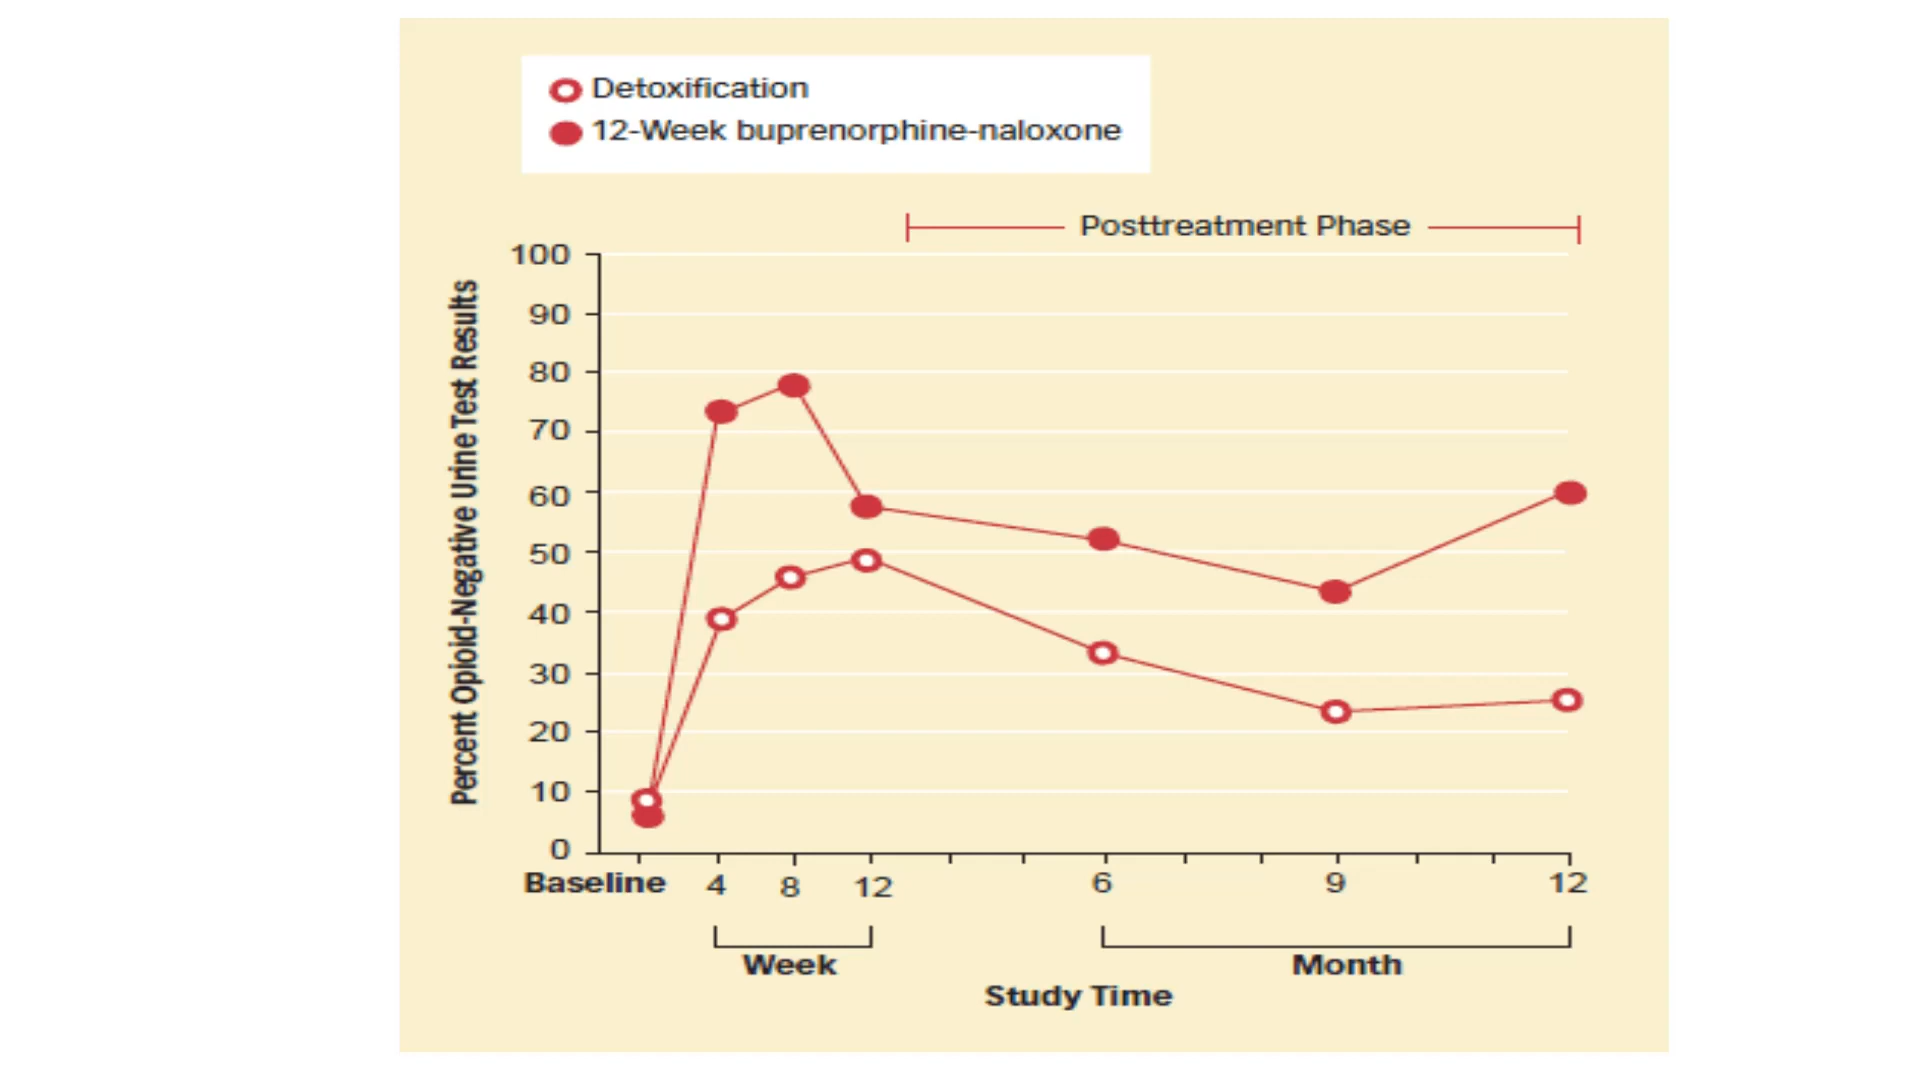 Detoxification
12-Week buprenorphine-naloxone
Posttreatment Phase
Percent Opioid-Negative Urine Test Results
100
90
80
70
60
50
40
30
20
10
0
Baseline 4 8 12 6 9 12
Week Month
Study Time